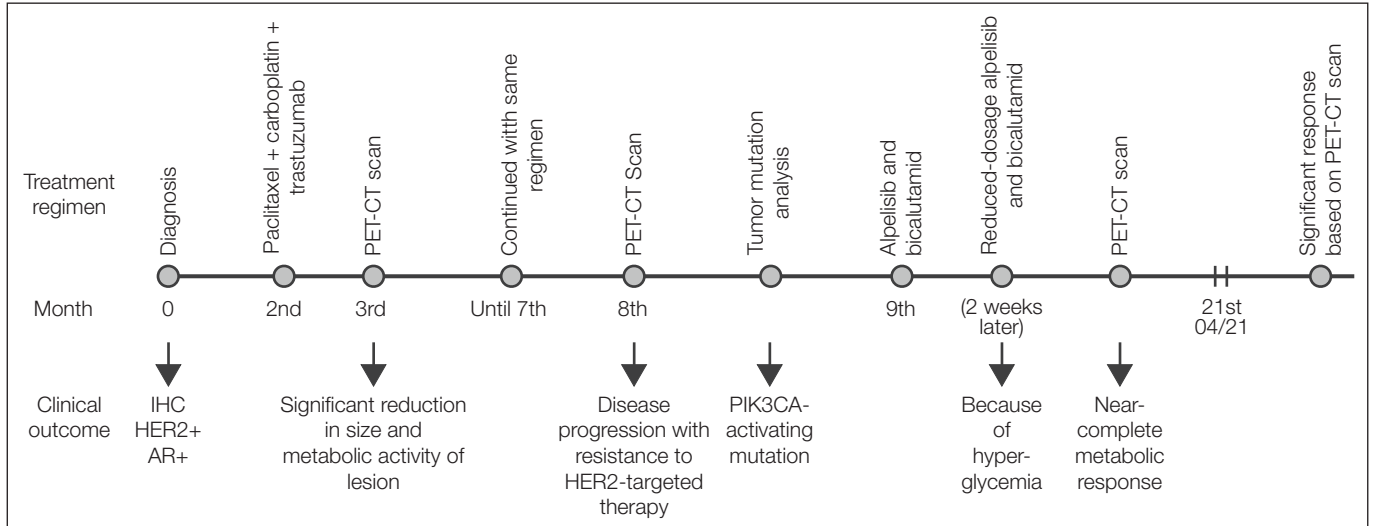 Treatment
regimen
Diagnosis
Paclitaxel + carboplatin +
trastuzumab
PET-CT scan
Continued witth same
regimen
PET-CT Scan
Tumor mutation
analysis
Alpelisib and
bicalutamid
Reduced-dosage alpelisib
and bicalutamid
PET-CT scan
Significant response
based on PET-CT scan
Month
0
2nd
3rd
Until 7th
8th
9th
(2 weeks
later)
21st
04/21
Clinical
outcome
IHC
HER2+
AR+
Significant reduction
in size and
metabolic activity of
lesion
Disease
progression with
resistance to
HER2-targeted
therapy
PIK3CA-
activating
mutation
Because
of
hyper-
glycemia
Near-
complete
metabolic
response